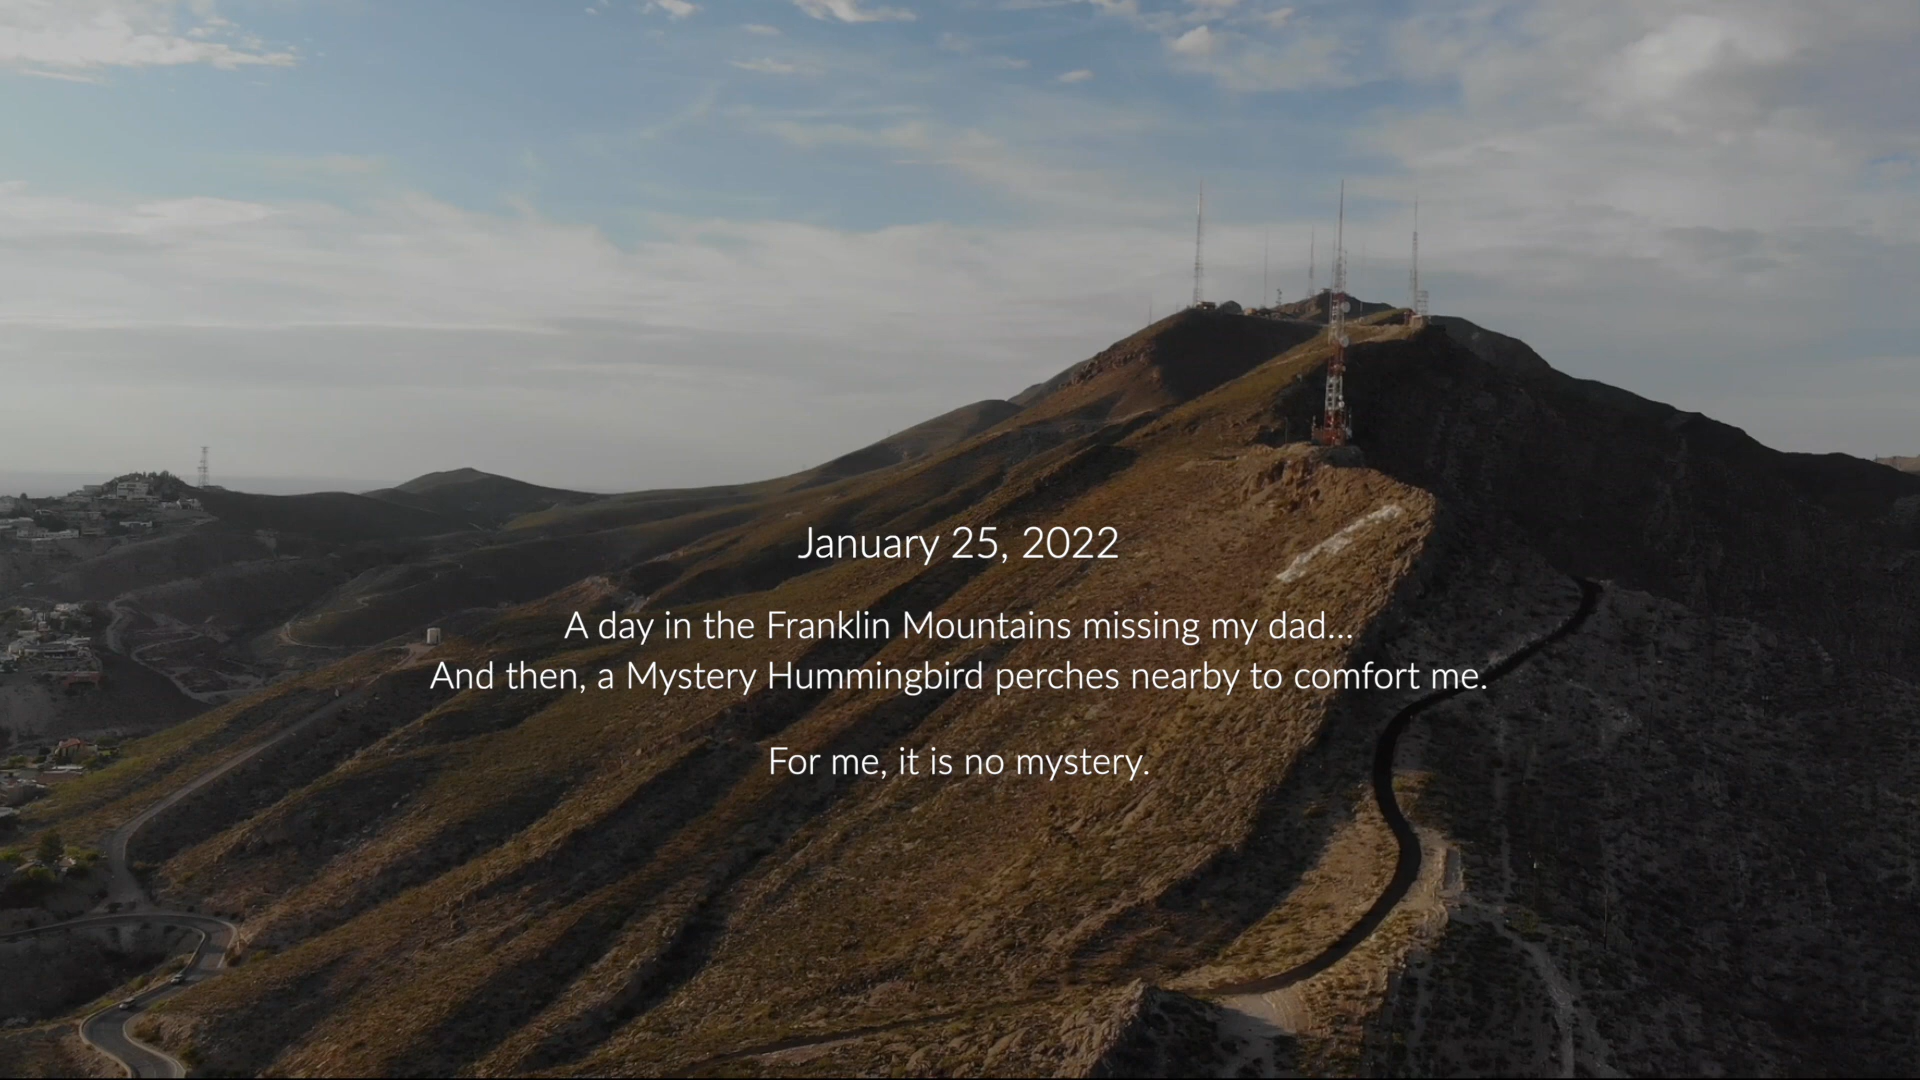 January 25, 2022
A day in the Franklin Mountains missing my dad...
And then, a Mystery Hummingbird perches nearby to comfort me.
For me, it is no mystery.